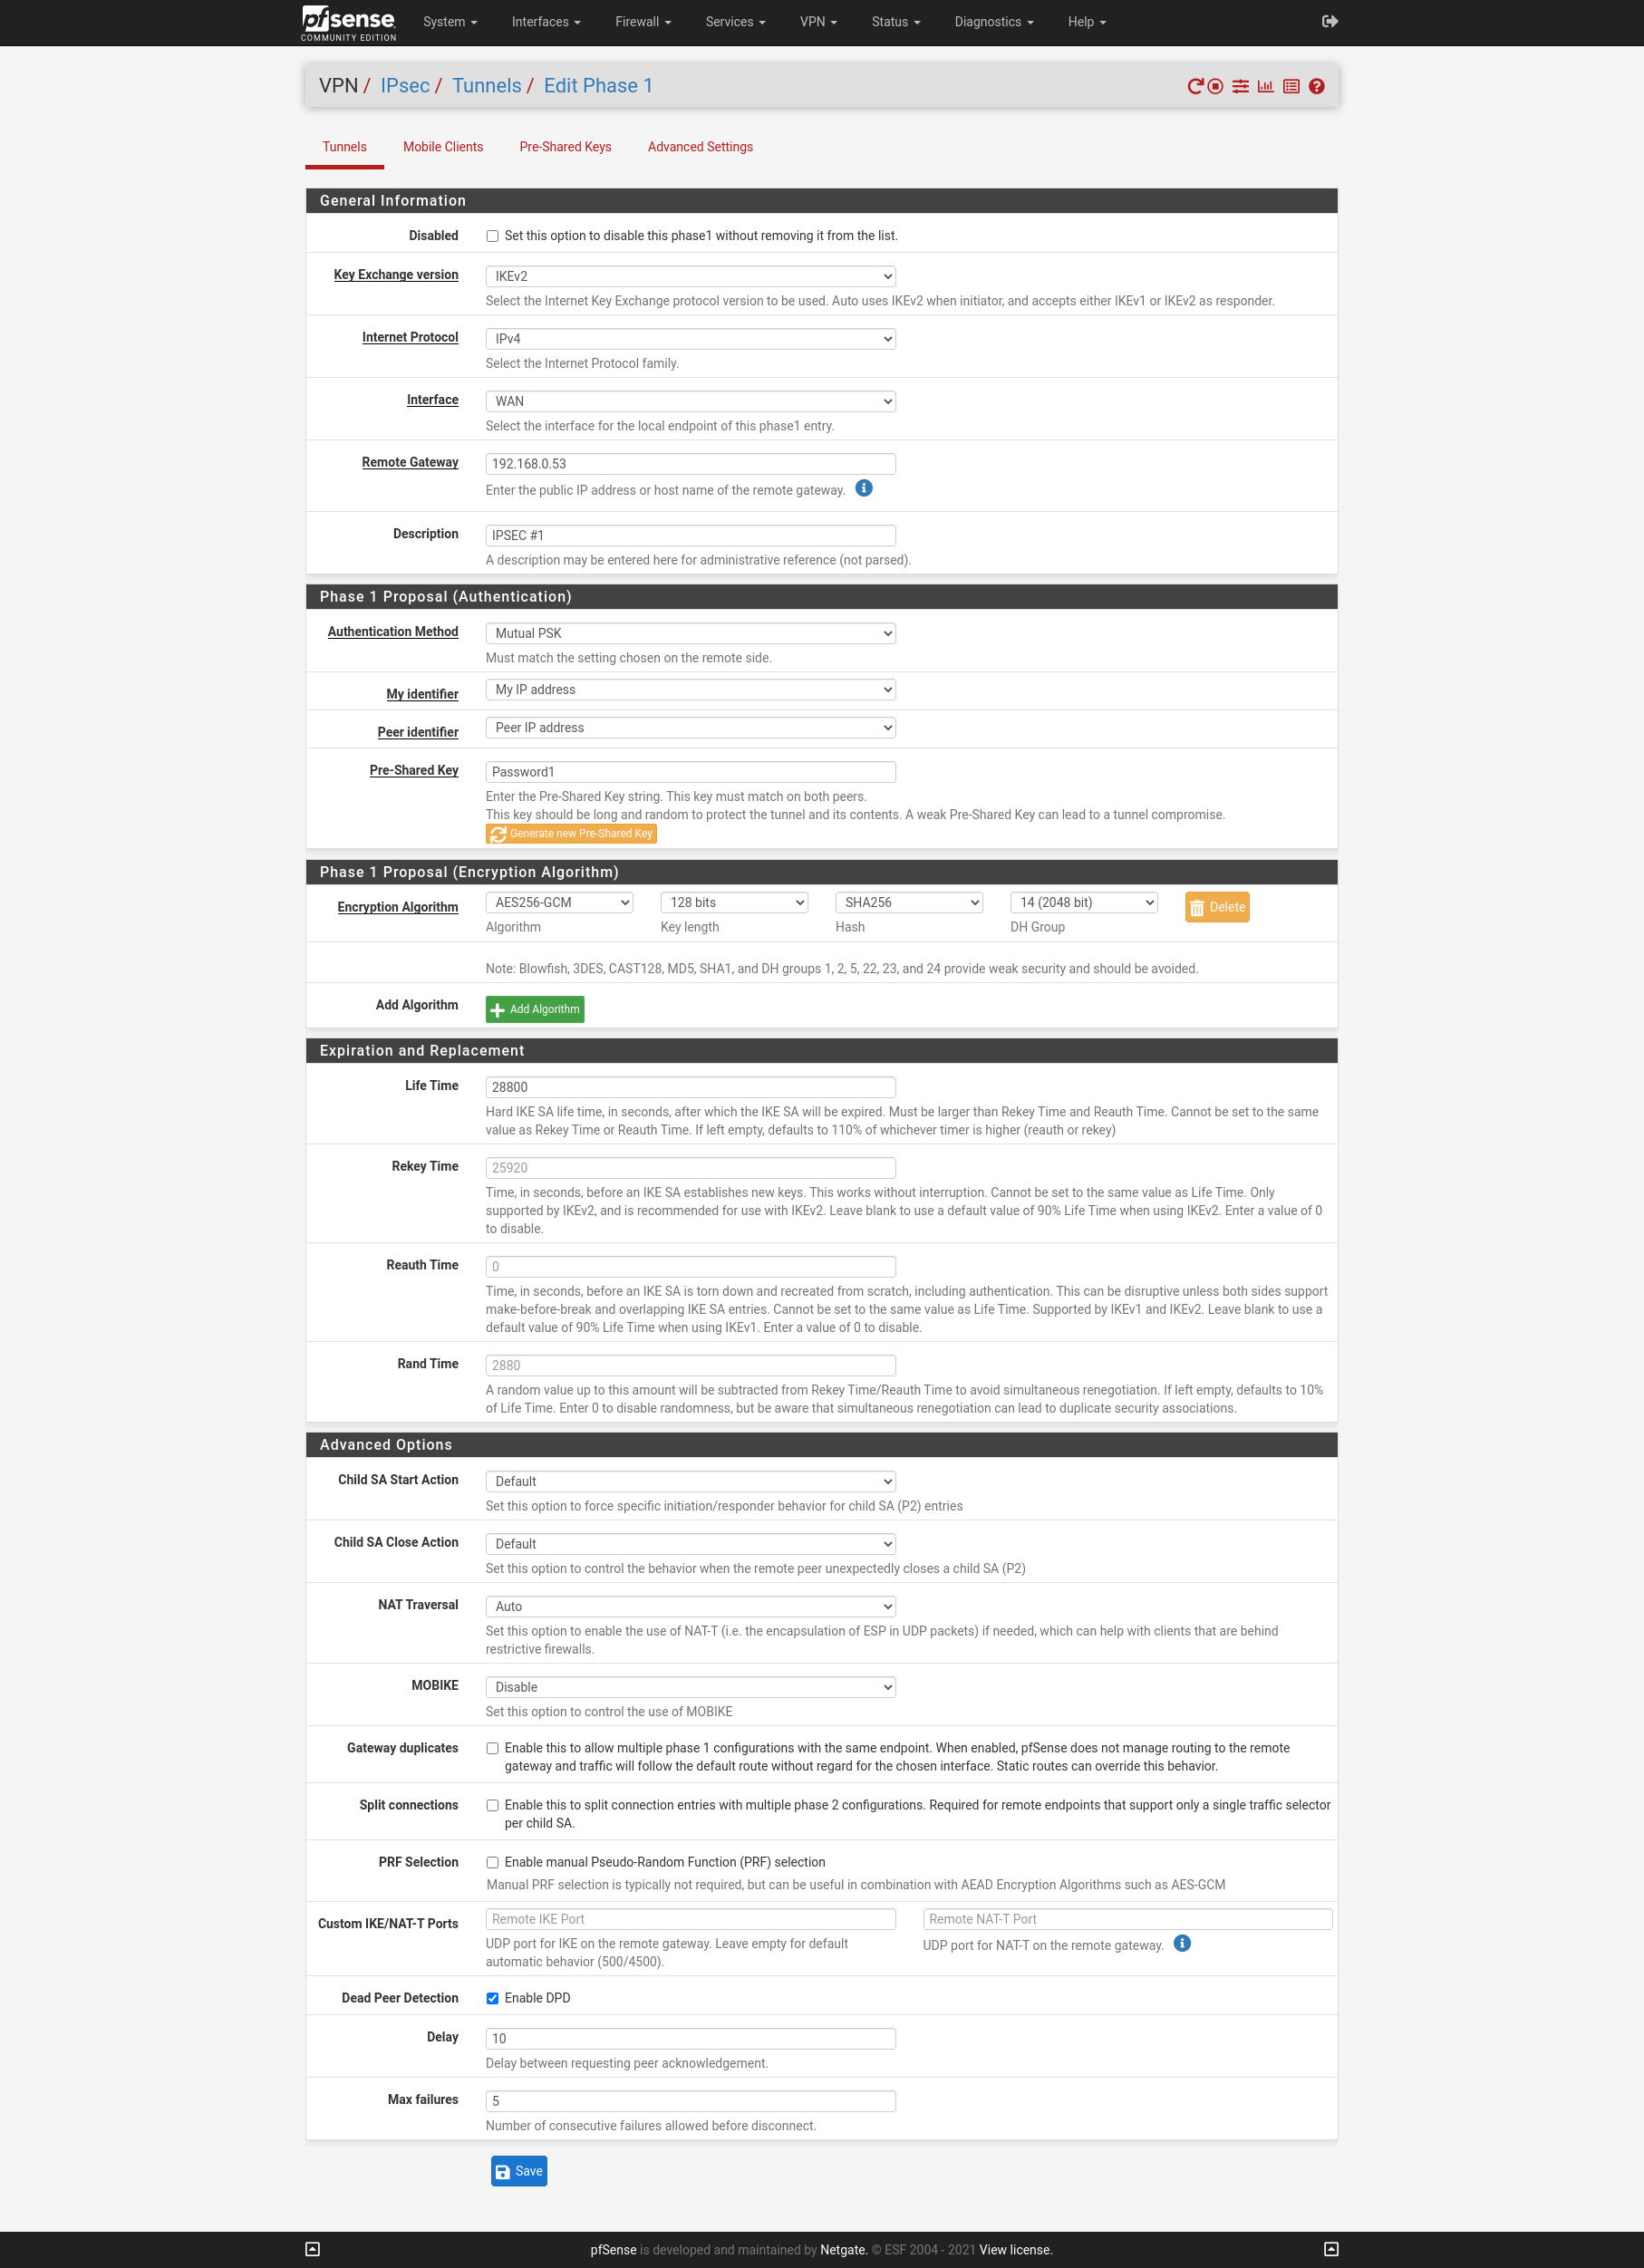 pfsense
COMMUNITY EDITION
System Interfaces Firewall Services VPN Status Diagnostics Help
VPN / IPsec / Tunnels / Edit Phase 1
Tunnels Mobile Clients Pre-Shared Keys Advanced Settings
General Information
Disabled Set this option to disable this phase1 without removing it from the list.
Key Exchange version IKEv2
Select the Internet Key Exchange protocol version to be used. Auto uses IKEv2 when initiator, and accepts either IKEv1 or IKEv2 as responder.
Internet Protocol IPv4
Select the Internet Protocol family.
Interface WAN
Select the interface for the local endpoint of this phase1 entry.
Remote Gateway 192.168.0.53
Enter the public IP address or host name of the remote gateway.
Description IPSEC #1
A description may be entered here for administrative reference (not parsed).
Phase 1 Proposal (Authentication)
Authentication Method Mutual PSK
Must match the setting chosen on the remote side.
My identifier My IP address
Peer identifier Peer IP address
Pre-Shared Key Password1
Enter the Pre-Shared Key string. This key must match on both peers.
This key should be long and random to protect the tunnel and its contents. A weak Pre-Shared Key can lead to a tunnel compromise.
Generate new Pre-Shared Key
Phase 1 Proposal (Encryption Algorithm)
Encryption Algorithm AES256-GCM 128 bits SHA256 14 (2048 bit) Delete
Algorithm Key length Hash DH Group
Note: Blowfish, 3DES, CAST128, MD5, SHA1, and DH groups 1, 2, 5, 22, 23, and 24 provide weak security and should be avoided.
Add Algorithm Add Algorithm
Expiration and Replacement
Life Time 28800
Hard IKE SA life time, in seconds, after which the IKE SA will be expired. Must be larger than Rekey Time and Reauth Time. Cannot be set to the same
value as Rekey Time or Reauth Time. If left empty, defaults to 110% of whichever timer is higher (reauth or rekey)
Rekey Time 25920
Time, in seconds, before an IKE SA establishes new keys. This works without interruption. Cannot be set to the same value as Life Time. Only
supported by IKEv2, and is recommended for use with IKEv2. Leave blank to use a default value of 90% Life Time when using IKEv2. Enter a value of 0
to disable.
Reauth Time 0
Time, in seconds, before an IKE SA is torn down and recreated from scratch, including authentication. This can be disruptive unless both sides support
make-before-break and overlapping IKE SA entries. Cannot be set to the same value as Life Time. Supported by IKEv1 and IKEv2. Leave blank to use a
default value of 90% Life Time when using IKEv1. Enter a value of 0 to disable.
Rand Time 2880
A random value up to this amount will be subtracted from Rekey Time/Reauth Time to avoid simultaneous renegotiation. If left empty, defaults to 10%
of Life Time. Enter 0 to disable randomness, but be aware that simultaneous renegotiation can lead to duplicate security associations.
Advanced Options
Child SA Start Action Default
Set this option to force specific initiation/responder behavior for child SA (P2) entries
Child SA Close Action Default
Set this option to control the behavior when the remote peer unexpectedly closes a child SA (P2)
NAT Traversal Auto
Set this option to enable the use of NAT-T (i.e. the encapsulation of ESP in UDP packets) if needed, which can help with clients that are behind
restrictive firewalls.
MOBIKE Disable
Set this option to control the use of MOBIKE
Gateway duplicates Enable this to allow multiple phase 1 configurations with the same endpoint. When enabled, pfSense does not manage routing to the remote
gateway and traffic will follow the default route without regard for the chosen interface. Static routes can override this behavior.
Split connections Enable this to split connection entries with multiple phase 2 configurations. Required for remote endpoints that support only a single traffic selector
per child SA.
PRF Selection Enable manual Pseudo-Random Function (PRF) selection
Manual PRF selection is typically not required, but can be useful in combination with AEAD Encryption Algorithms such as AES-GCM
Custom IKE/NAT-T Ports Remote IKE Port Remote NAT-T Port
UDP port for IKE on the remote gateway. Leave empty for default UDP port for NAT-T on the remote gateway.
automatic behavior (500/4500).
Dead Peer Detection Enable DPD
Delay 10
Delay between requesting peer acknowledgement.
Max failures 5
Number of consecutive failures allowed before disconnect.
Save
pfSense is developed and maintained by Netgate. © ESF 2004 - 2021 View license.